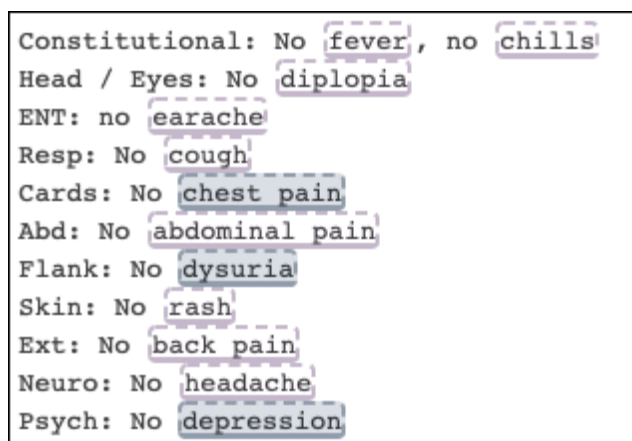 Constitutional: No fever, no chills
Head / Eyes: No diplopia
ENT: no earache
Resp: No cough
Cards: No chest pain
Abd: No abdominal pain
Flank: No dysuria
Skin: No rash
Ext: No back pain
Neuro: No headache
Psych: No depression